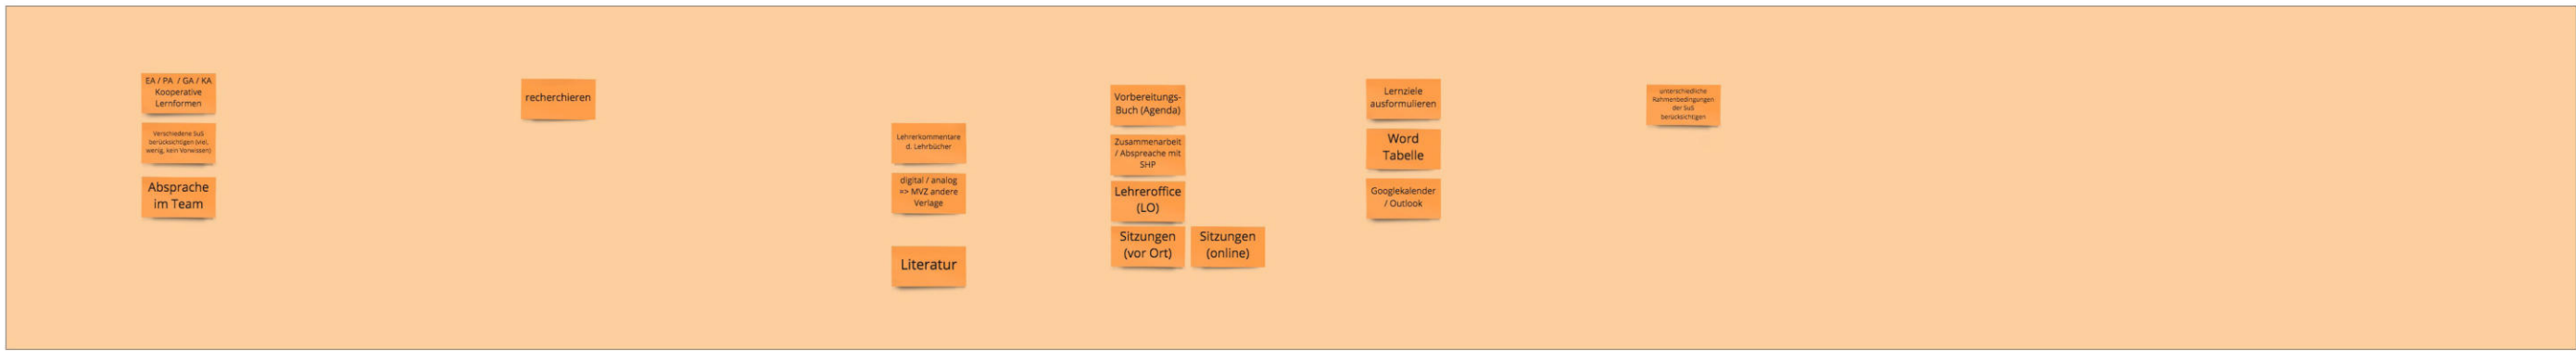 EA / PA / GA / KA
Kooperative
Lernformen
Verschiedene SuS
berücksichtigen (viel,
wenig, kein Vorwissen)
Absprache
im Team
recherchieren
Lehrerkommentare
d. Lehrbücher
digital / analog
=> MVZ andere
Verlage
Literatur
Vorbereitungs-
Buch (Agenda)
Zusammenarbeit
/ Abspreache mit
SHP
Lehreroffice
(LO)
Sitzungen
(vor Ort)
Sitzungen
(online)
Lernziele
ausformulieren
Word
Tabelle
Googlekalender
/ Outlook
unterschiedliche
Rahmenbedingungen
der SuS
berücksichtigen